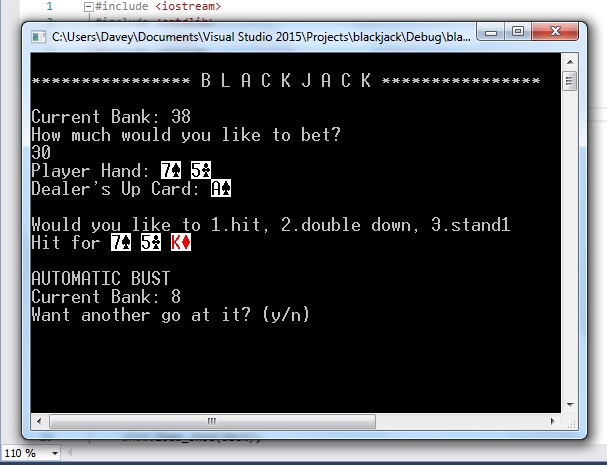 1
#include <iostream>
C:\Users\Davey\Documents\Visual Studio 2015\Projects\blackjack\Debug\bla...
**************** B L A C K J A C K ****************
Current Bank: 38
How much would you like to bet?
30
Player Hand: 7♠ 5♣
Dealer's Up Card: A♠
Would you like to 1.hit, 2.double down, 3.stand1
Hit for 7♠ 5♣ K♦
AUTOMATIC BUST
Current Bank: 8
Want another go at it? (y/n)
110 %